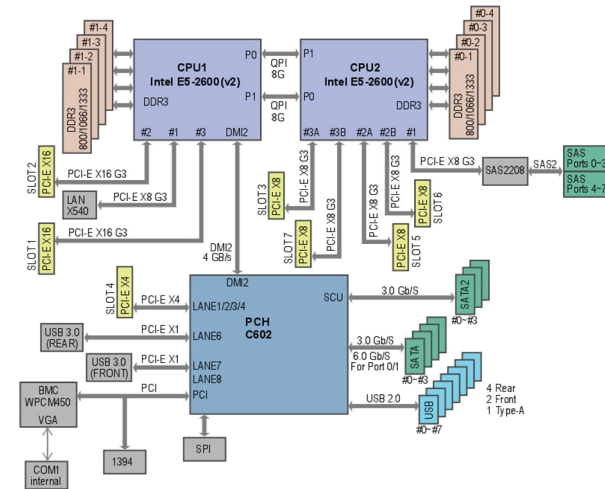 #1-4
#1-3
#1-2
#1-1
DDR3
800/1066/1333
CPU1
Intel E5-2600(v2)
P0
P1
DDR3
#2
#1
#3
DMI2
QPI
8G
QPI
8G
CPU2
Intel E5-2600(v2)
P1
P0
DDR3
#3A
#3B
#2A
#2B
#1
#0-4
#0-3
#0-2
#0-1
DDR3
800/1066/1333
SLOT2
PCI-E X16
PCI-E X16 G3
LAN
X540
PCI-E X8 G3
SLOT1
PCI-E X16
PCI-E X16 G3
DMI2
4 GB/s
SLOT 3
PCI-E X8
PCI-E X8 G3
SLOT7
PCI-E X8
PCI-E X8 G3
PCI-E X8
SLOT 5
PCI-E X8 G3
PCI-E X8
SLOT6
PCI-E X8 G3
PCI-E X8 G3
SAS2208
SAS2
SAS
Ports 0~3
SAS
Ports 4~7
SLOT 4
PCI-E X4
PCI-E X4
USB 3.0
(REAR)
PCI-E X1
USB 3.0
(FRONT)
PCI-E X1
BMC
WPCM450
VGA
PCI
COM1
internal
1394
SPI
DMI2
LANE1/2/3/4
PCH
C602
LANE6
LANE7
LANE8
PCI
SCU
3.0 Gb/S
SATA2
#0~#3
3.0 Gb/S
6.0 Gb/S
For Port 0/1
SATA
#0~#3
USB 2.0
USB
#0~#7
4 Rear
2 Front
1 Type-A